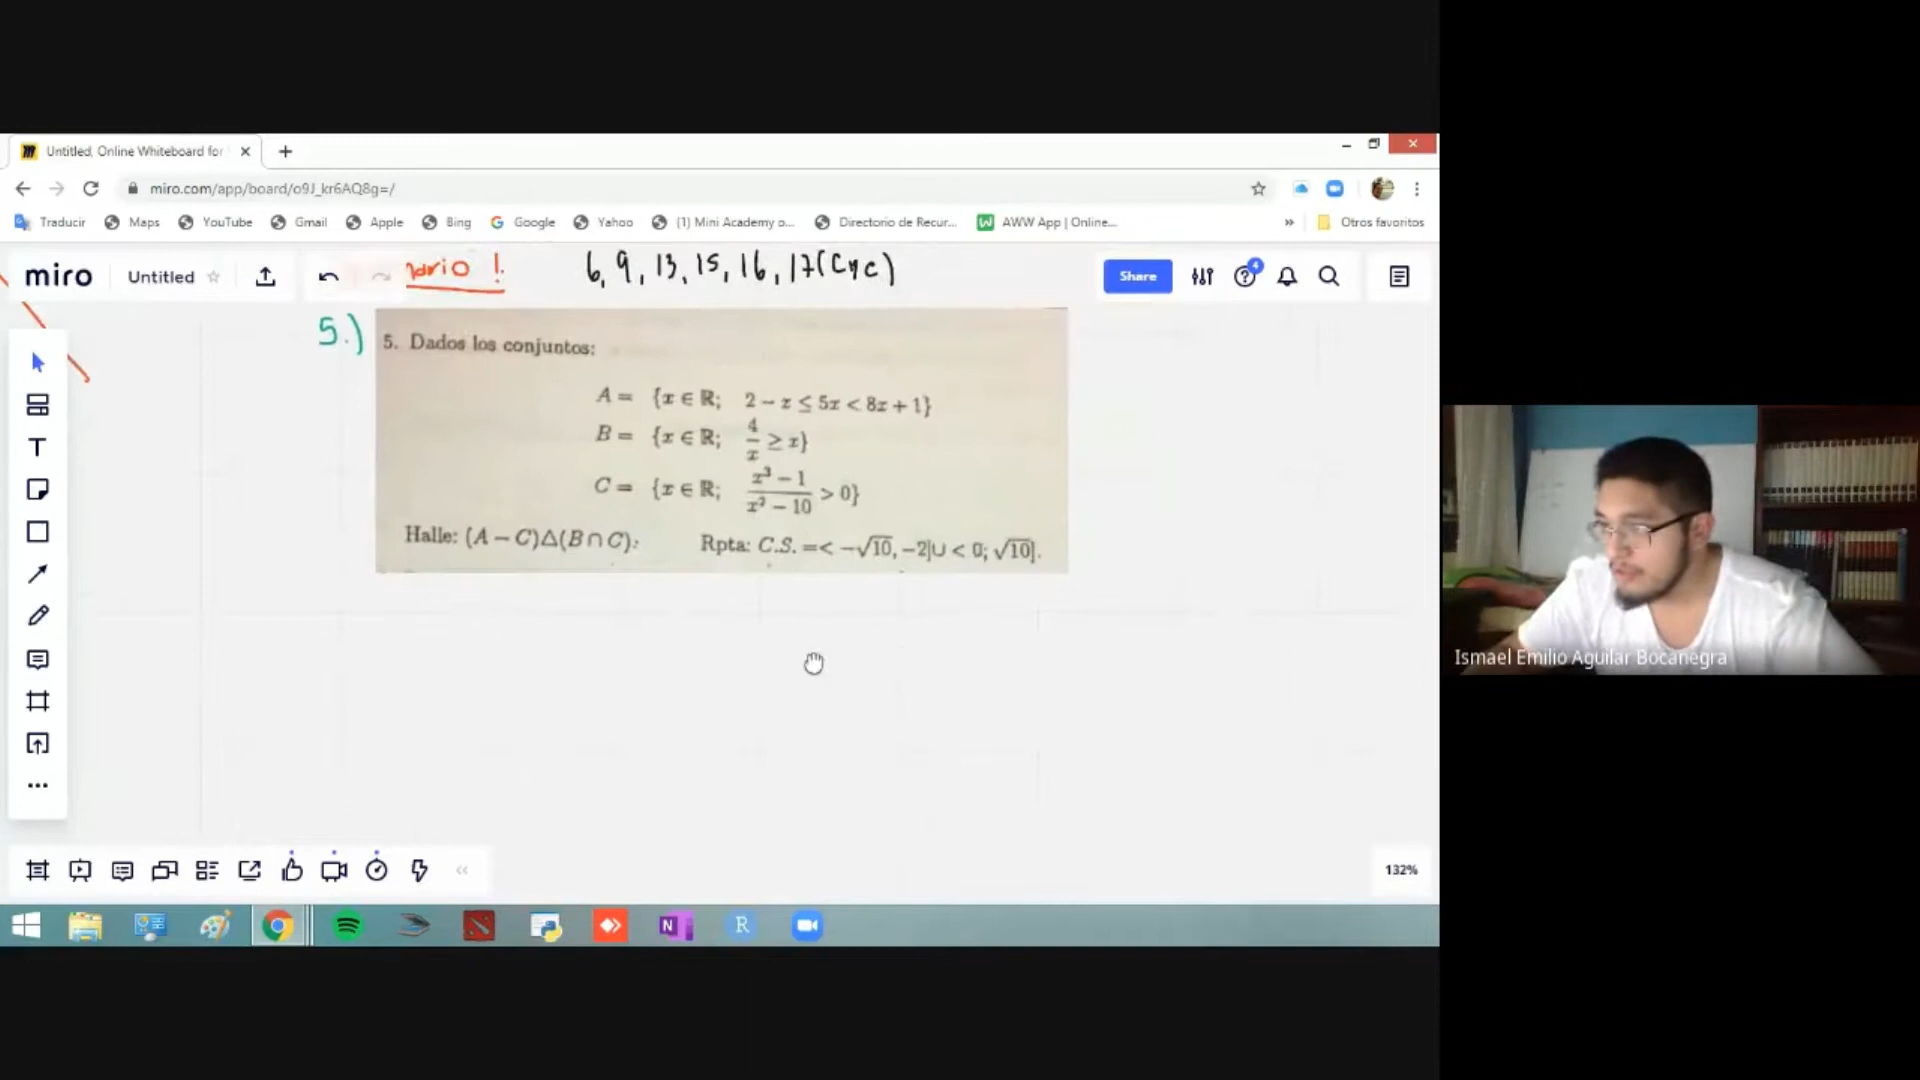 Untitled, Online Whiteboard for
miro.com/app/board/o9J_kr6AQ8g=/
Traducir Maps YouTube Gmail Apple Bing Google Yahoo (1) Mini Academy o... Directorio de Recur... AWW App | Online... » Otros favoritos
miro Untitled ario ! 6, 9, 13, 15, 16, 17(CyC) Share 4
5.) 5. Dados los conjuntos:
A = {x ∈ ℝ; 2 − x ≤ 5x < 8x + 1}
B = {x ∈ ℝ; 4/x ≥ x}
C = {x ∈ ℝ; (x³ − 1)/(x² − 10) > 0}
Halle: (A − C)△(B ∩ C). Rpta: C.S. =< −√10, −2]∪ < 0; √10].
Ismael Emilio Aguilar Bocanegra
132%